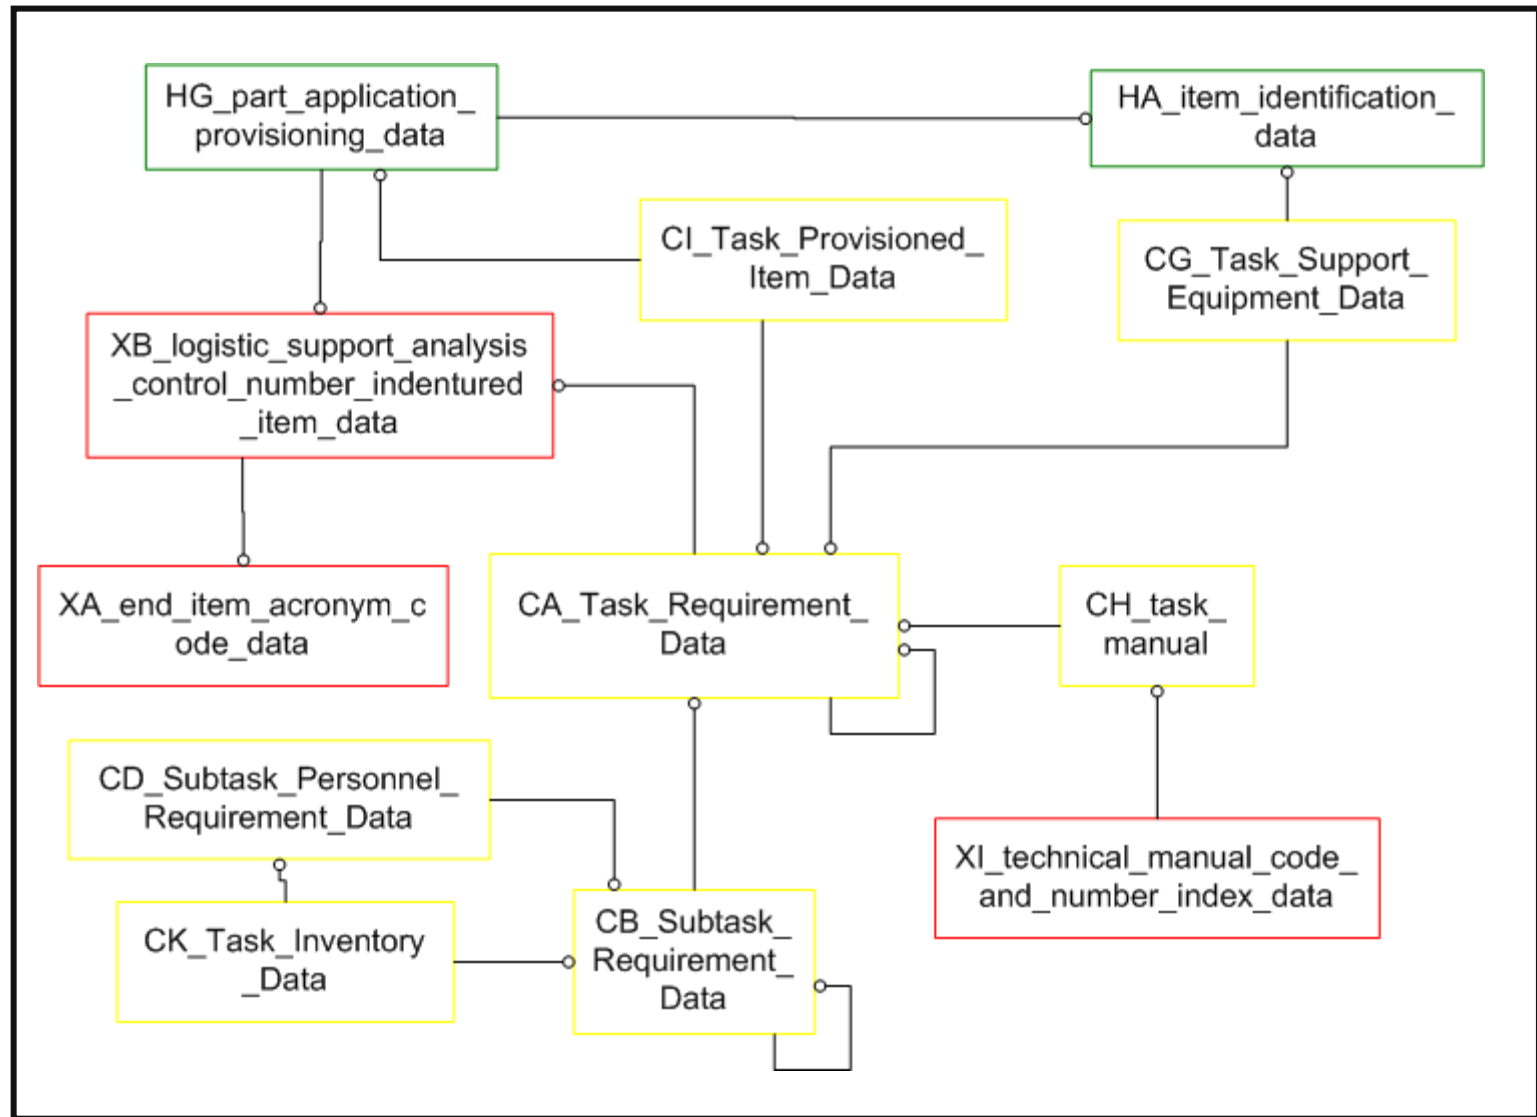 HG_part_application_
provisioning_data
HA_item_identification_
data
CI_Task_Provisioned_
Item_Data
CG_Task_Support_
Equipment_Data
XB_logistic_support_analysis
_control_number_indentured
_item_data
XA_end_item_acronym_c
ode_data
CA_Task_Requirement_
Data
CH_task_
manual
CD_Subtask_Personnel_
Requirement_Data
XI_technical_manual_code_
and_number_index_data
CK_Task_Inventory
_Data
CB_Subtask_
Requirement_
Data